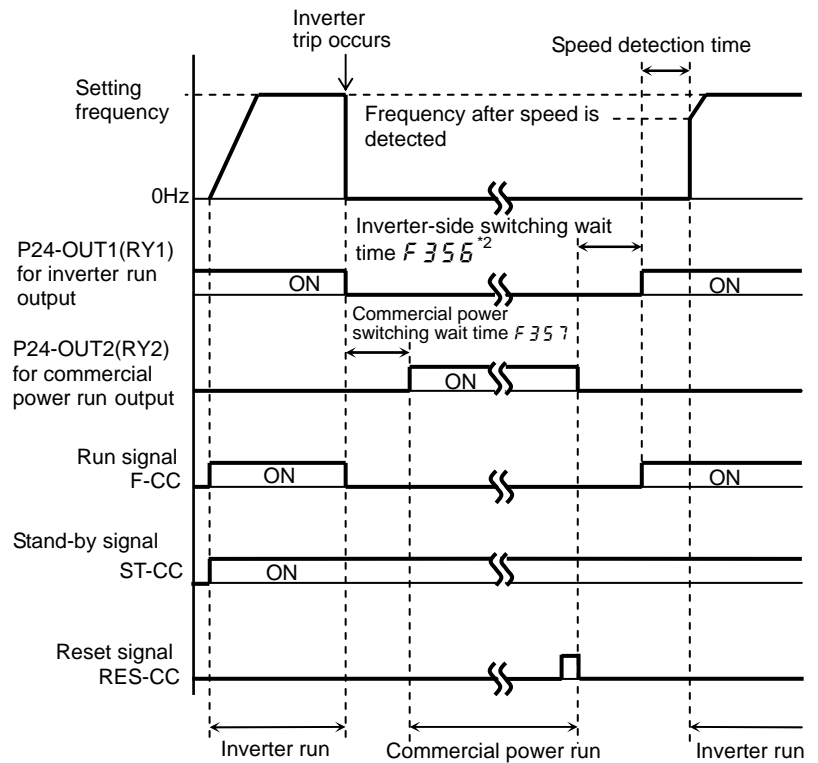 Inverter
trip occurs
Speed detection time
Setting
frequency
Frequency after speed is
detected
0Hz
Inverter-side switching wait
time F356*2
P24-OUT1(RY1)
for inverter run
output
ON
ON
Commercial power
switching wait time F357
P24-OUT2(RY2)
for commercial
power run output
ON
Run signal
F-CC
ON
ON
Stand-by signal
ST-CC
ON
Reset signal
RES-CC
Inverter run
Commercial power run
Inverter run